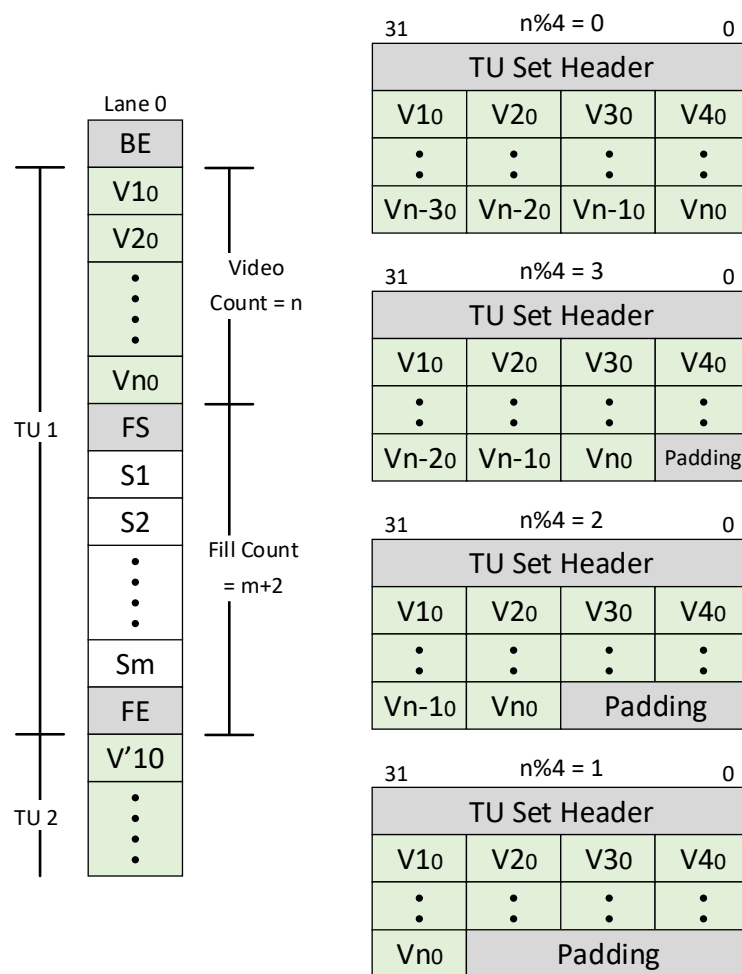 Lane 0
BE
V10
V20
Vn0
FS
S1
S2
Sm
FE
V'10
TU 1
TU 2
Video
Count = n
Fill Count
= m+2
31 n%4 = 0 0
TU Set Header
V10 V20 V30 V40
Vn-30 Vn-20 Vn-10 Vn0
31 n%4 = 3 0
TU Set Header
V10 V20 V30 V40
Vn-20 Vn-10 Vn0 Padding
31 n%4 = 2 0
TU Set Header
V10 V20 V30 V40
Vn-10 Vn0 Padding
31 n%4 = 1 0
TU Set Header
V10 V20 V30 V40
Vn0 Padding